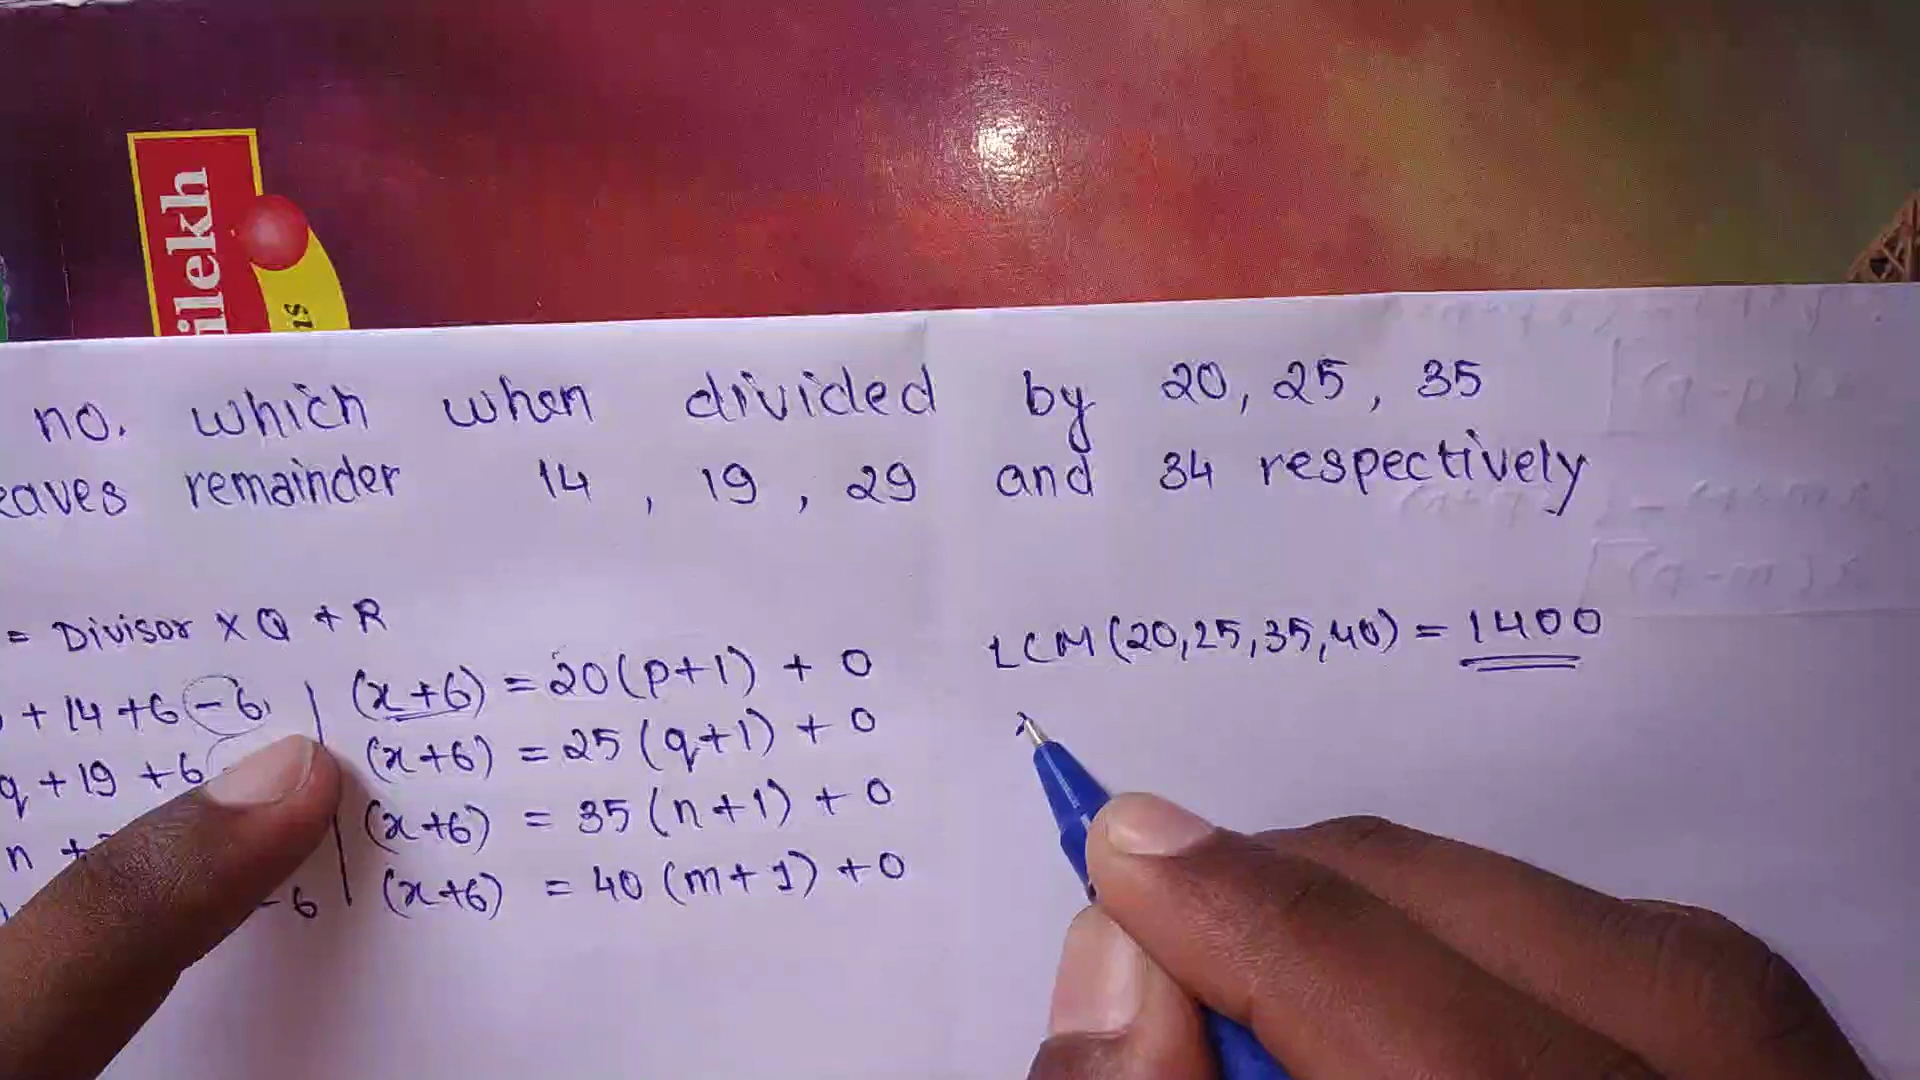 ilekh
is
no. which when divided by 20, 25, 35
eaves remainder 14, 19, 29 and 34 respectively
= Divisor × Q + R
+ 14 + 6 - 6
q + 19 + 6
n +
- 6
(x+6) = 20(p+1) + 0
(x+6) = 25(q+1) + 0
(x+6) = 35(n+1) + 0
(x+6) = 40(m+1) + 0
LCM(20,25,35,40) = 1400